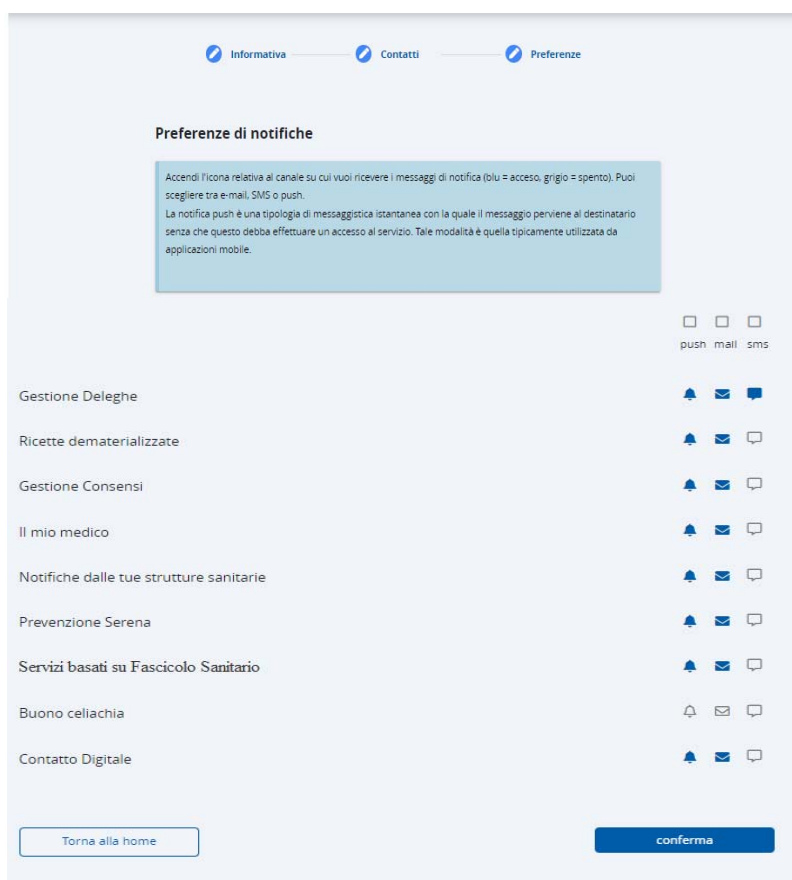 Informativa Contatti Preferenze
Preferenze di notifiche
Accendi l'icona relativa al canale su cui vuoi ricevere i messaggi di notifica (blu = acceso, grigio = spento). Puoi
scegliere tra e-mail, SMS o push.
La notifica push è una tipologia di messaggistica istantanea con la quale il messaggio perviene al destinatario
senza che questo debba effettuare un accesso al servizio. Tale modalità è quella tipicamente utilizzata da
applicazioni mobile.
push mail sms
Gestione Deleghe
Ricette dematerializzate
Gestione Consensi
Il mio medico
Notifiche dalle tue strutture sanitarie
Prevenzione Serena
Servizi basati su Fascicolo Sanitario
Buono celiachia
Contatto Digitale
Torna alla home conferma